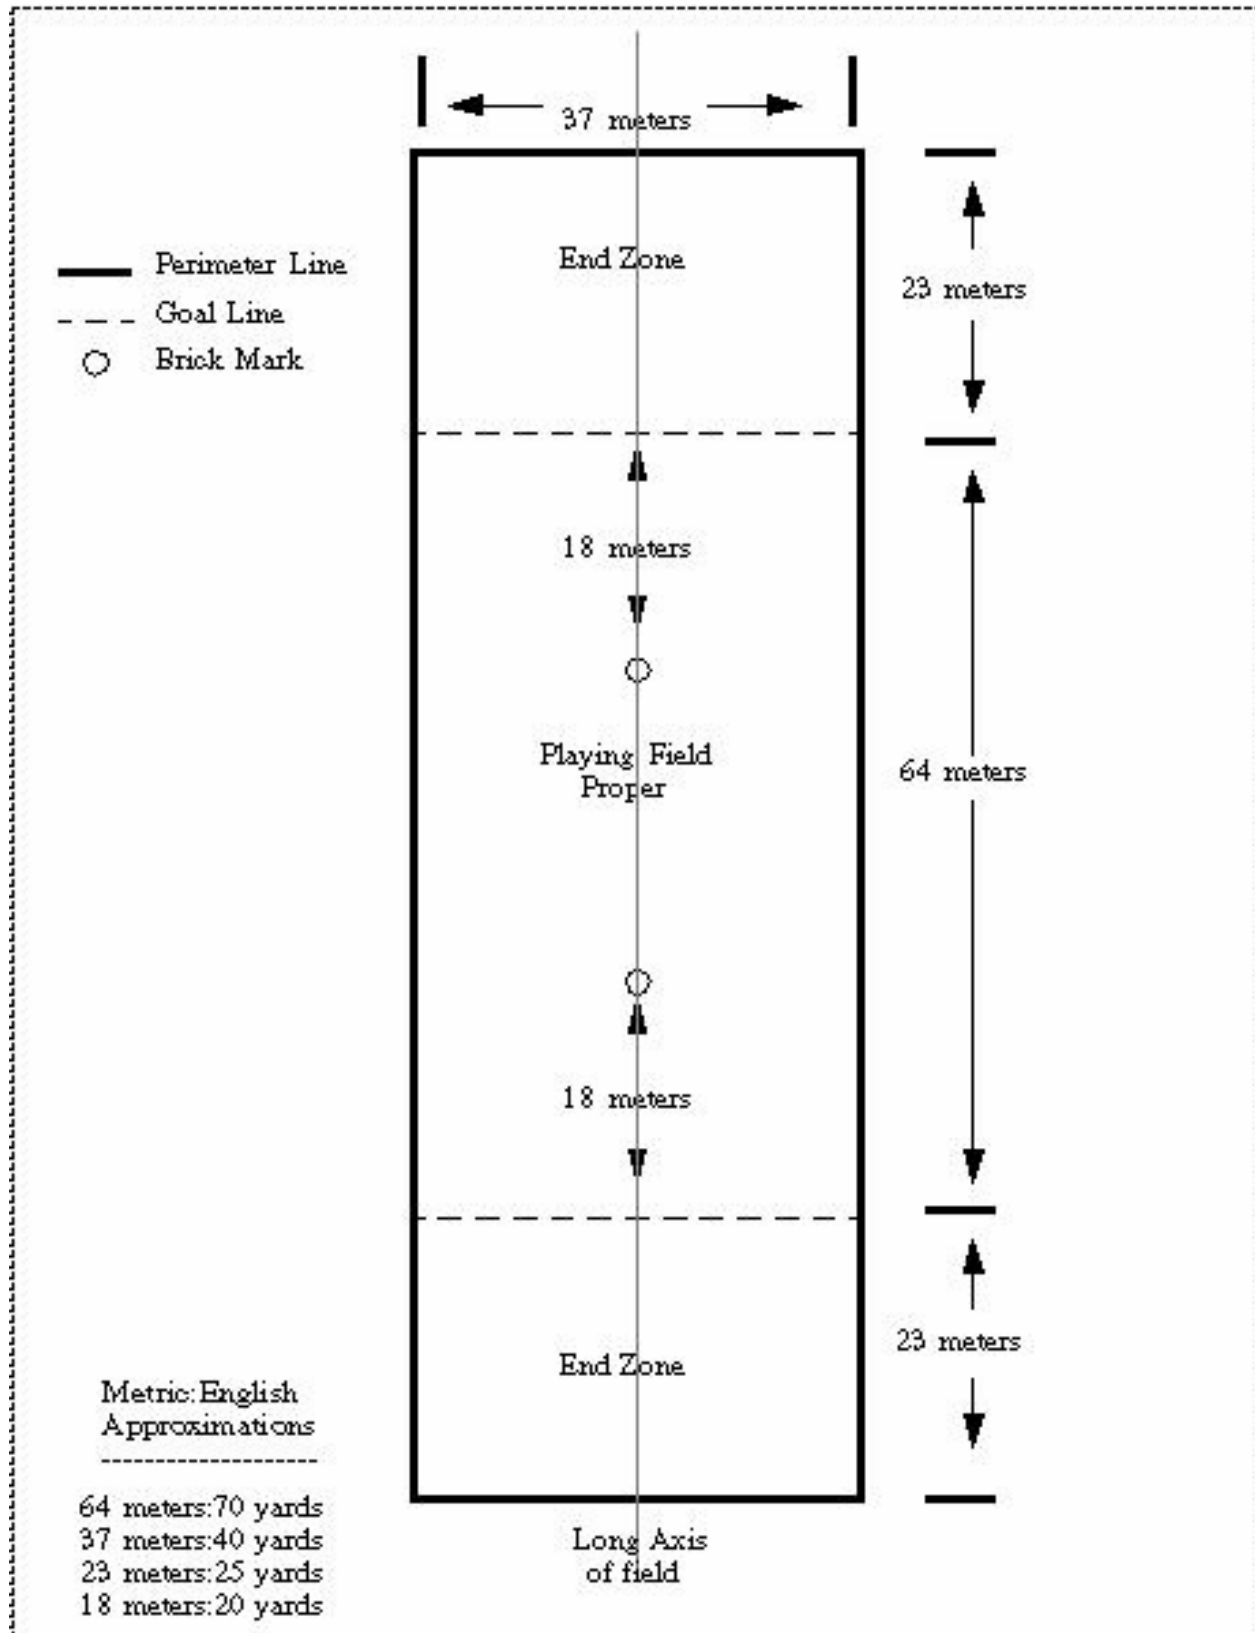 37 meters
End Zone
23 meters
Perimeter Line
Goal Line
Brick Mark
18 meters
Playing Field
Proper
64 meters
18 meters
End Zone
23 meters
Metric:English
Approximations
--------------------
64 meters:70 yards
37 meters:40 yards
23 meters:25 yards
18 meters:20 yards
Long Axis
of field